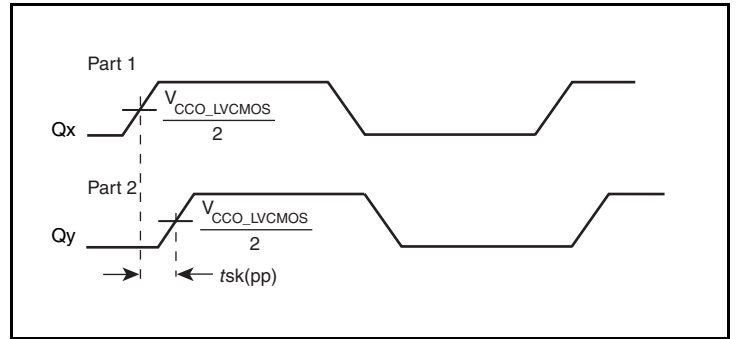 Part 1
Qx
VCCO_LVCMOS
2
Part 2
Qy
VCCO_LVCMOS
2
tsk(pp)